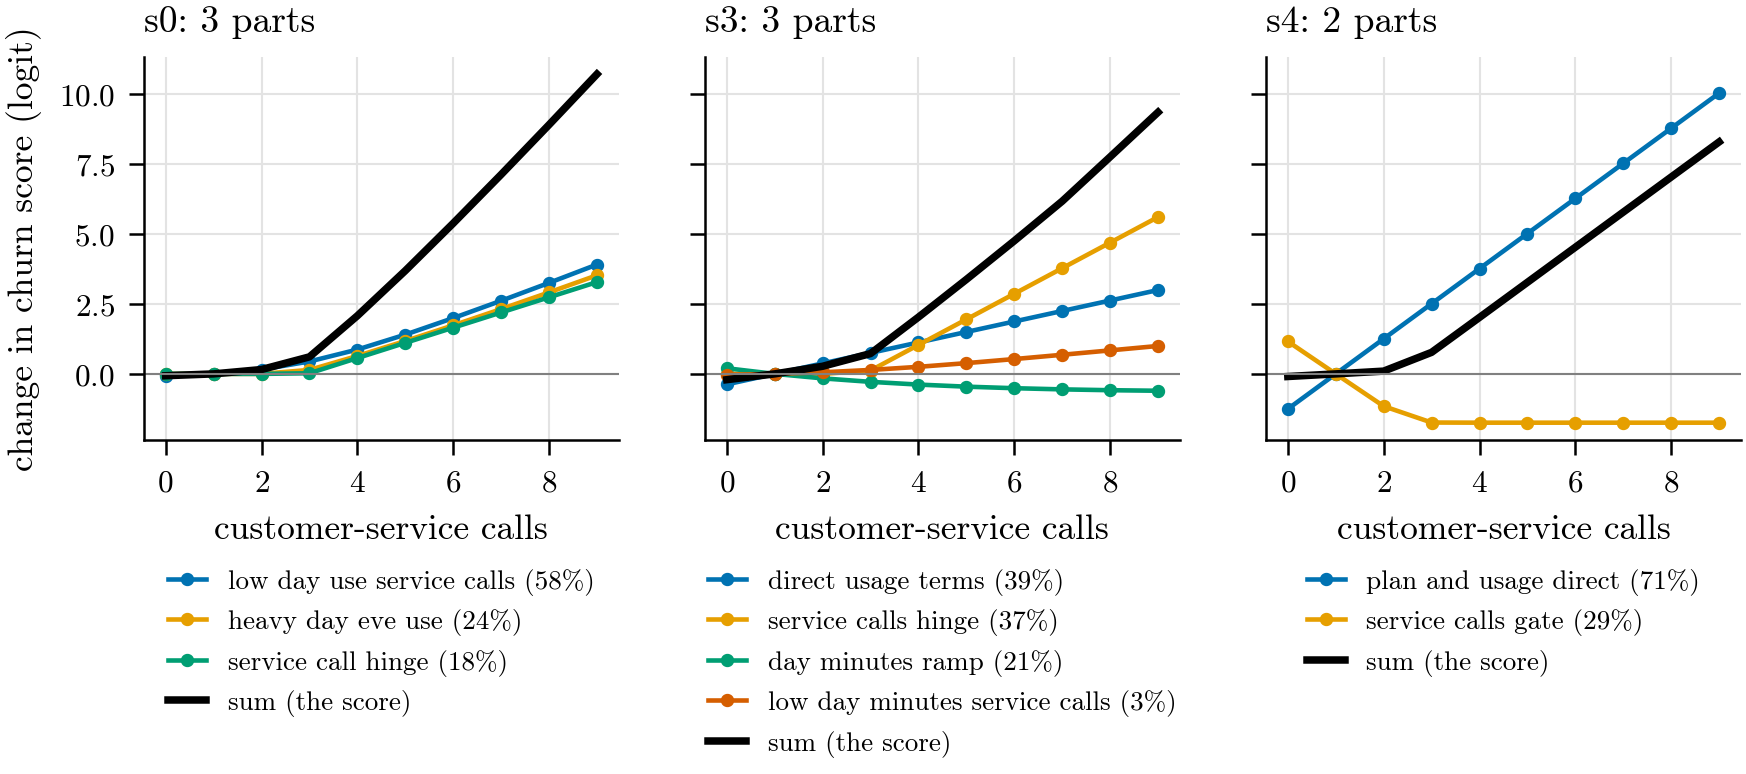 s0: 3 parts
s3: 3 parts
s4: 2 parts
change in churn score (logit)
10.0
7.5
5.0
2.5
0.0
0 2 4 6 8
0 2 4 6 8
0 2 4 6 8
customer-service calls
customer-service calls
customer-service calls
low day use service calls (58%)
heavy day eve use (24%)
service call hinge (18%)
sum (the score)
direct usage terms (39%)
service calls hinge (37%)
day minutes ramp (21%)
low day minutes service calls (3%)
sum (the score)
plan and usage direct (71%)
service calls gate (29%)
sum (the score)